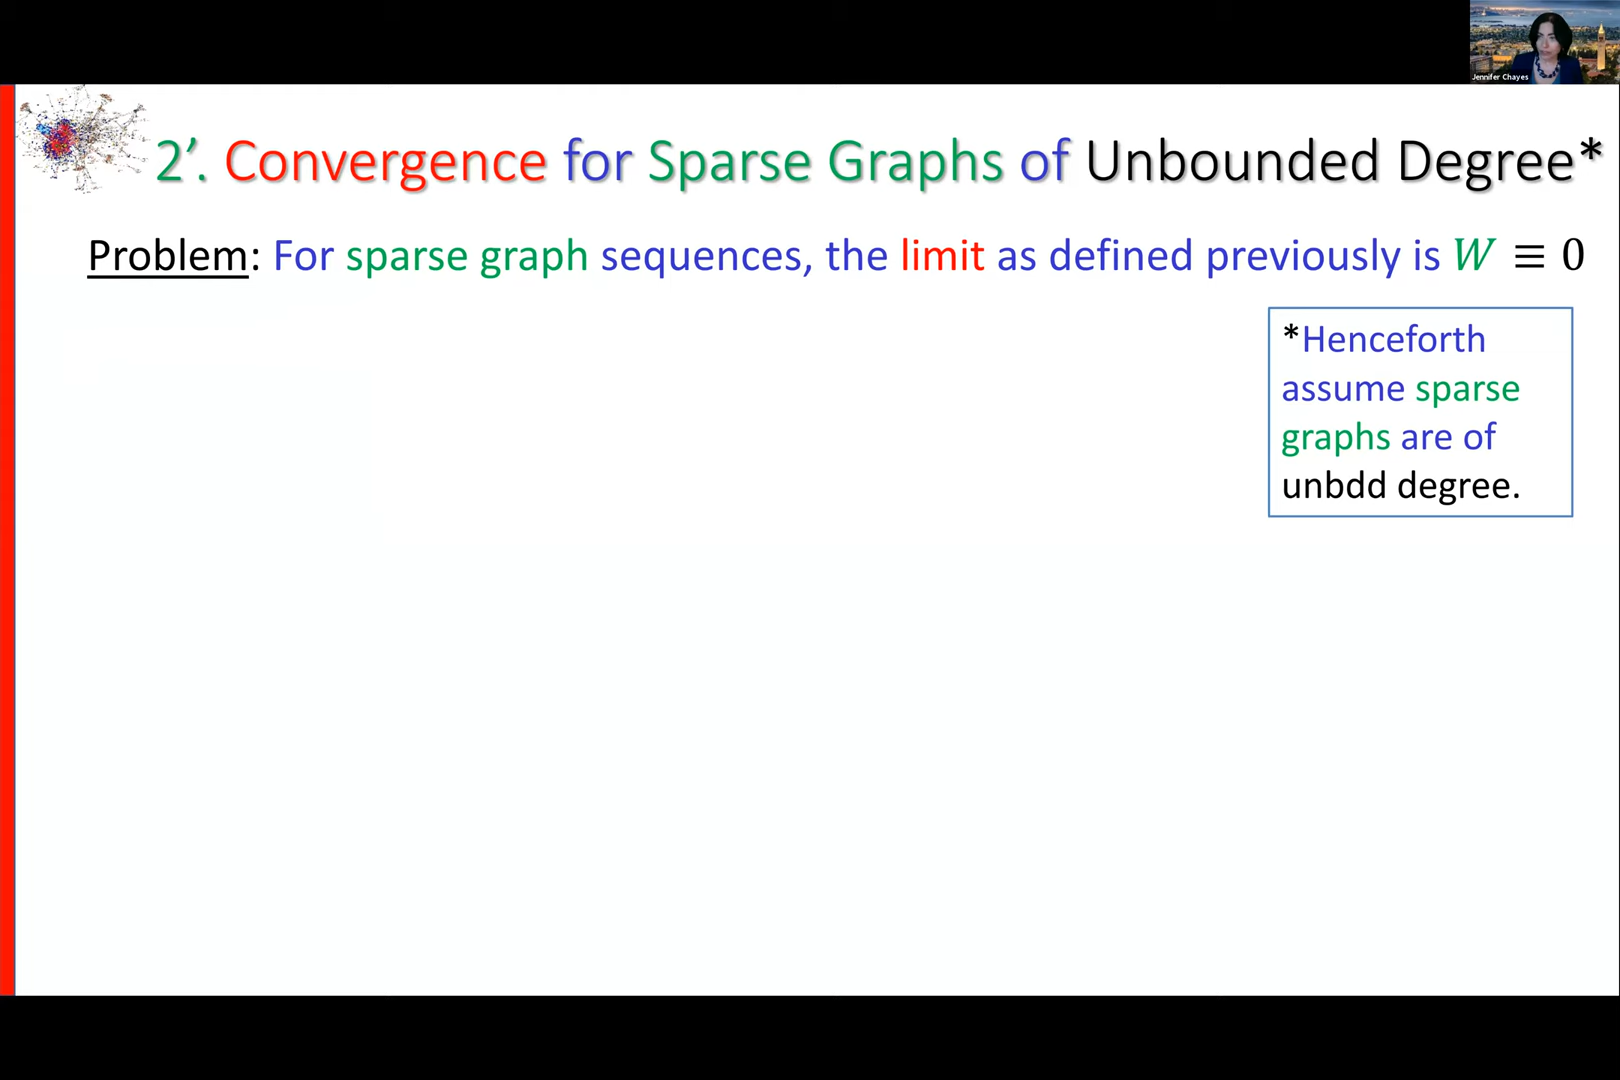 Jennifer Chayes
2’. Convergence for Sparse Graphs of Unbounded Degree*
Problem: For sparse graph sequences, the limit as defined previously is W ≡ 0
*Henceforth
assume sparse
graphs are of
unbdd degree.